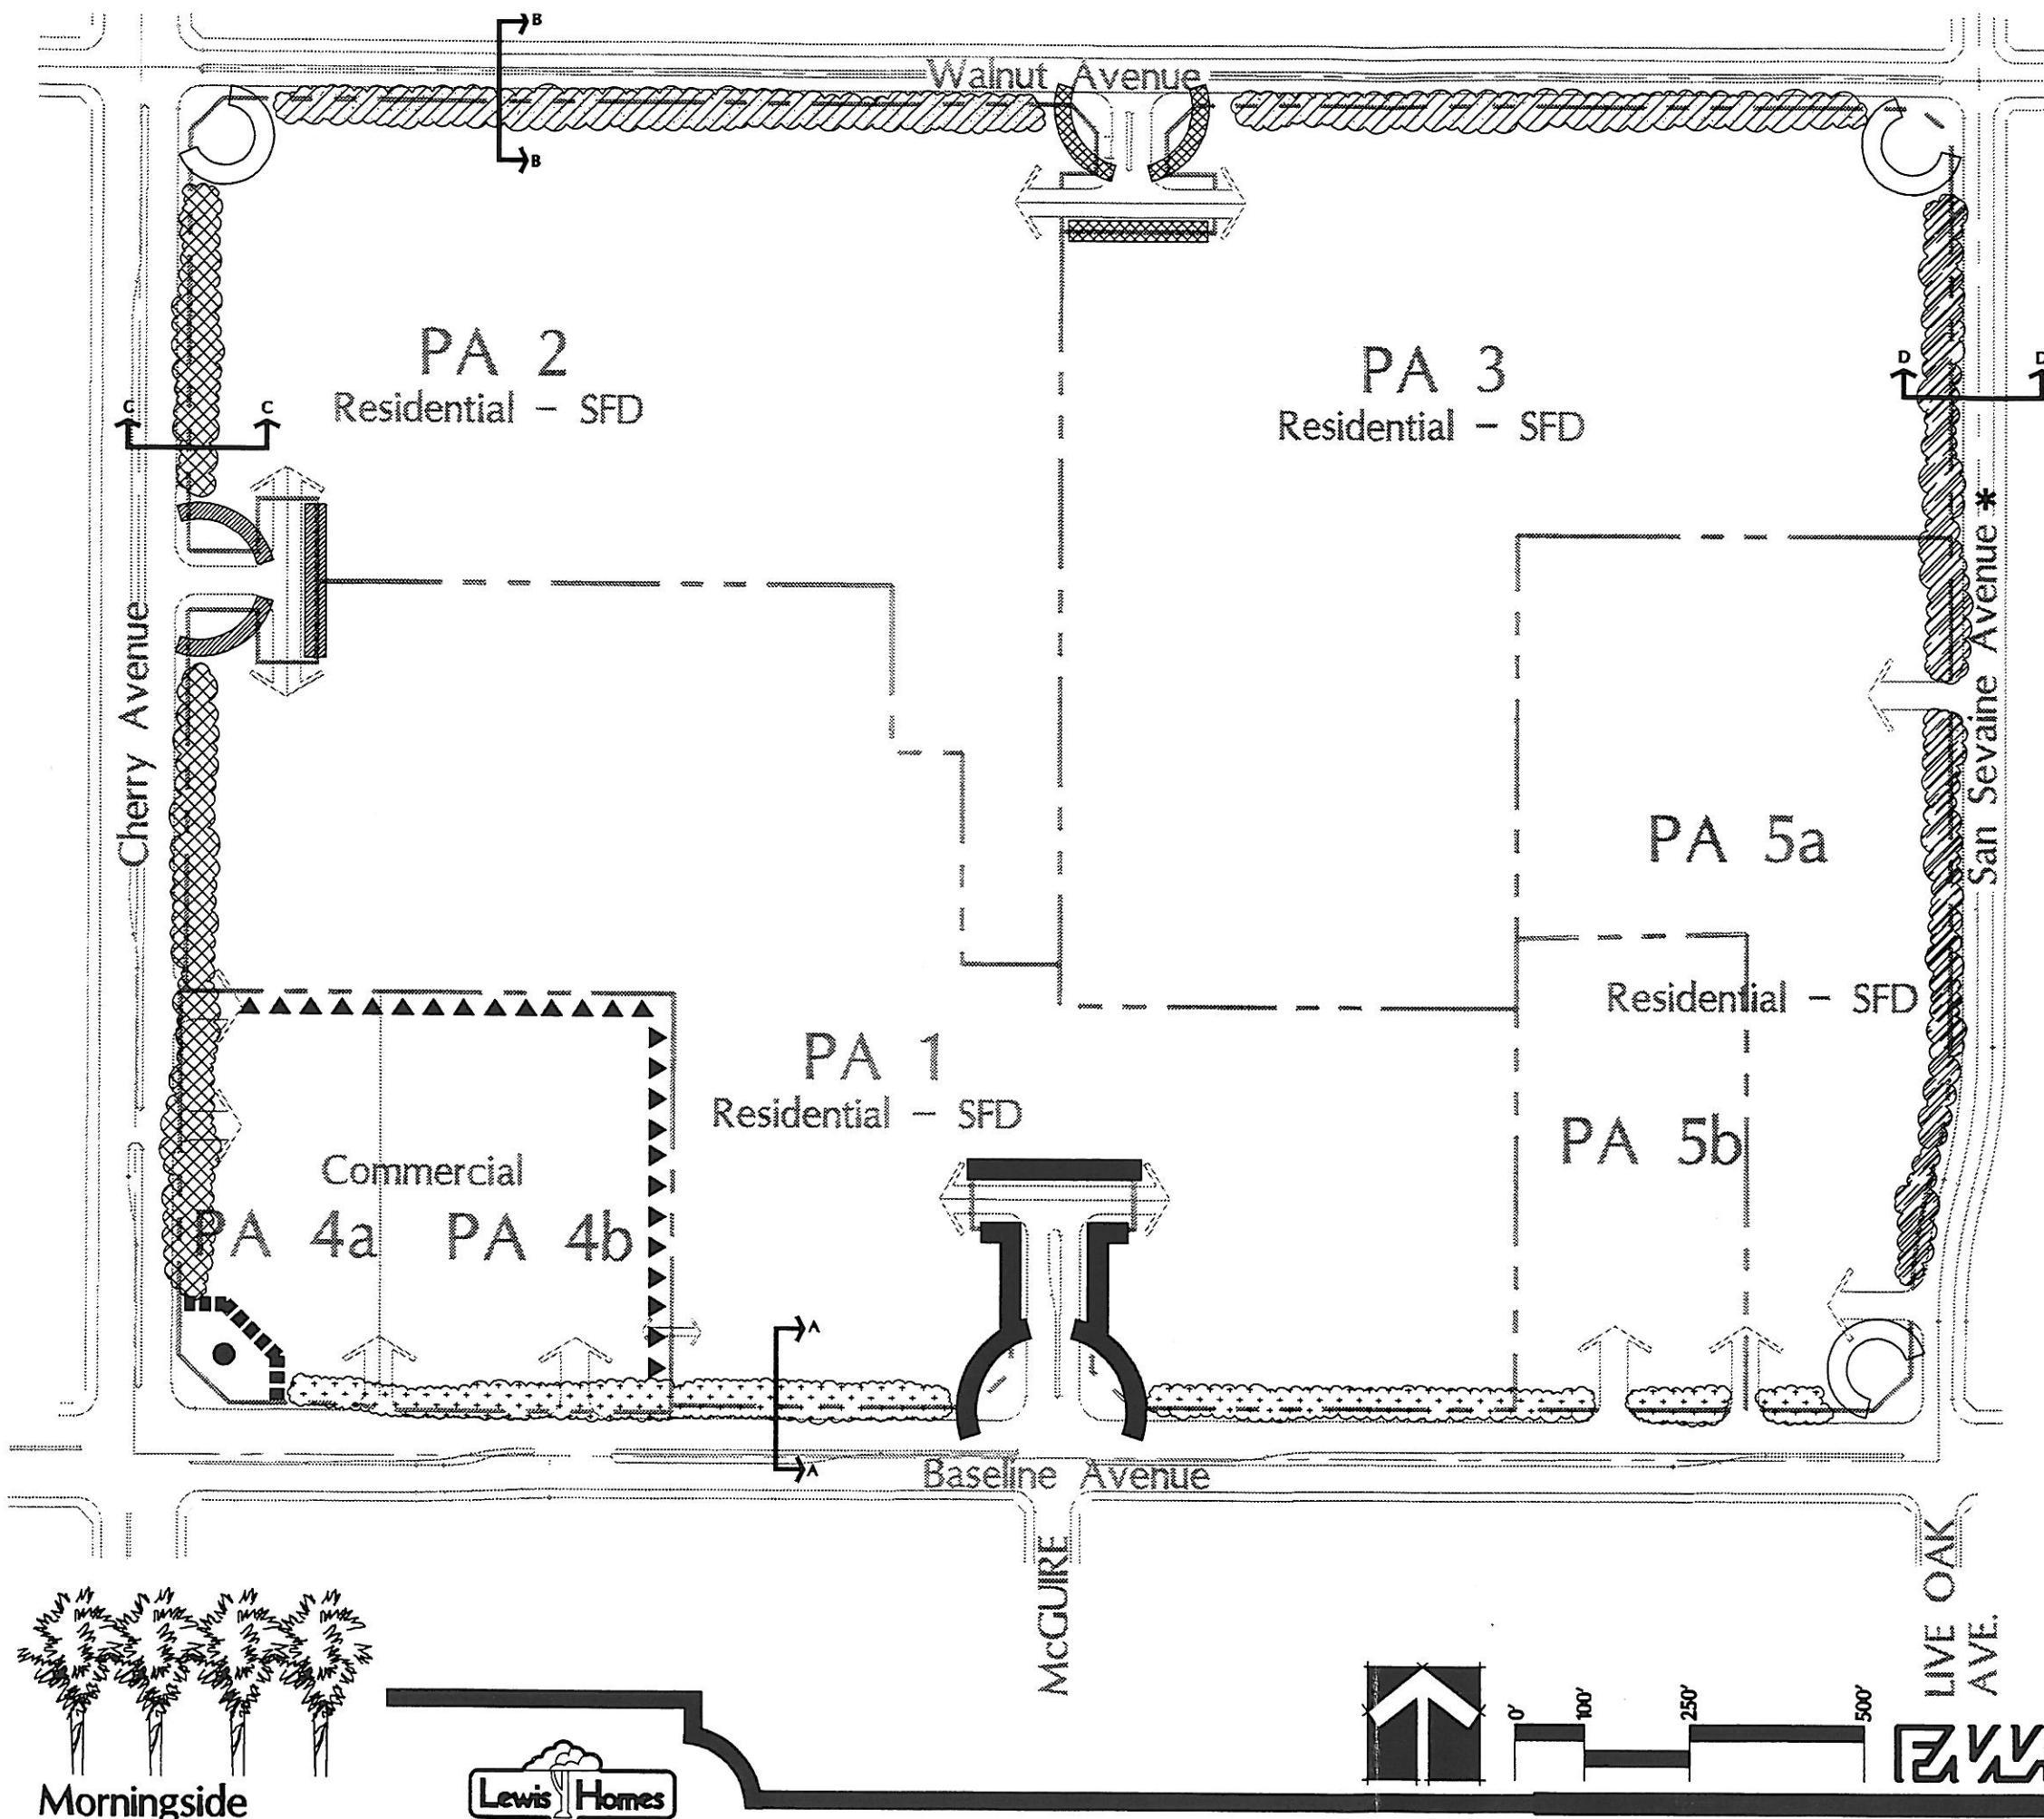 B
Walnut Avenue
B
PA 2
Residential – SFD
PA 3
Residential – SFD
D
D
C
C
Cherry Avenue
San Sevaine Avenue *
PA 5a
Residential – SFD
PA 1
Residential – SFD
PA 5b
Commercial
PA 4a
PA 4b
A
A
Baseline Avenue
McGUIRE
LIVE OAK
AVE.
0'
100'
250'
500'
Morningside
Lewis Homes